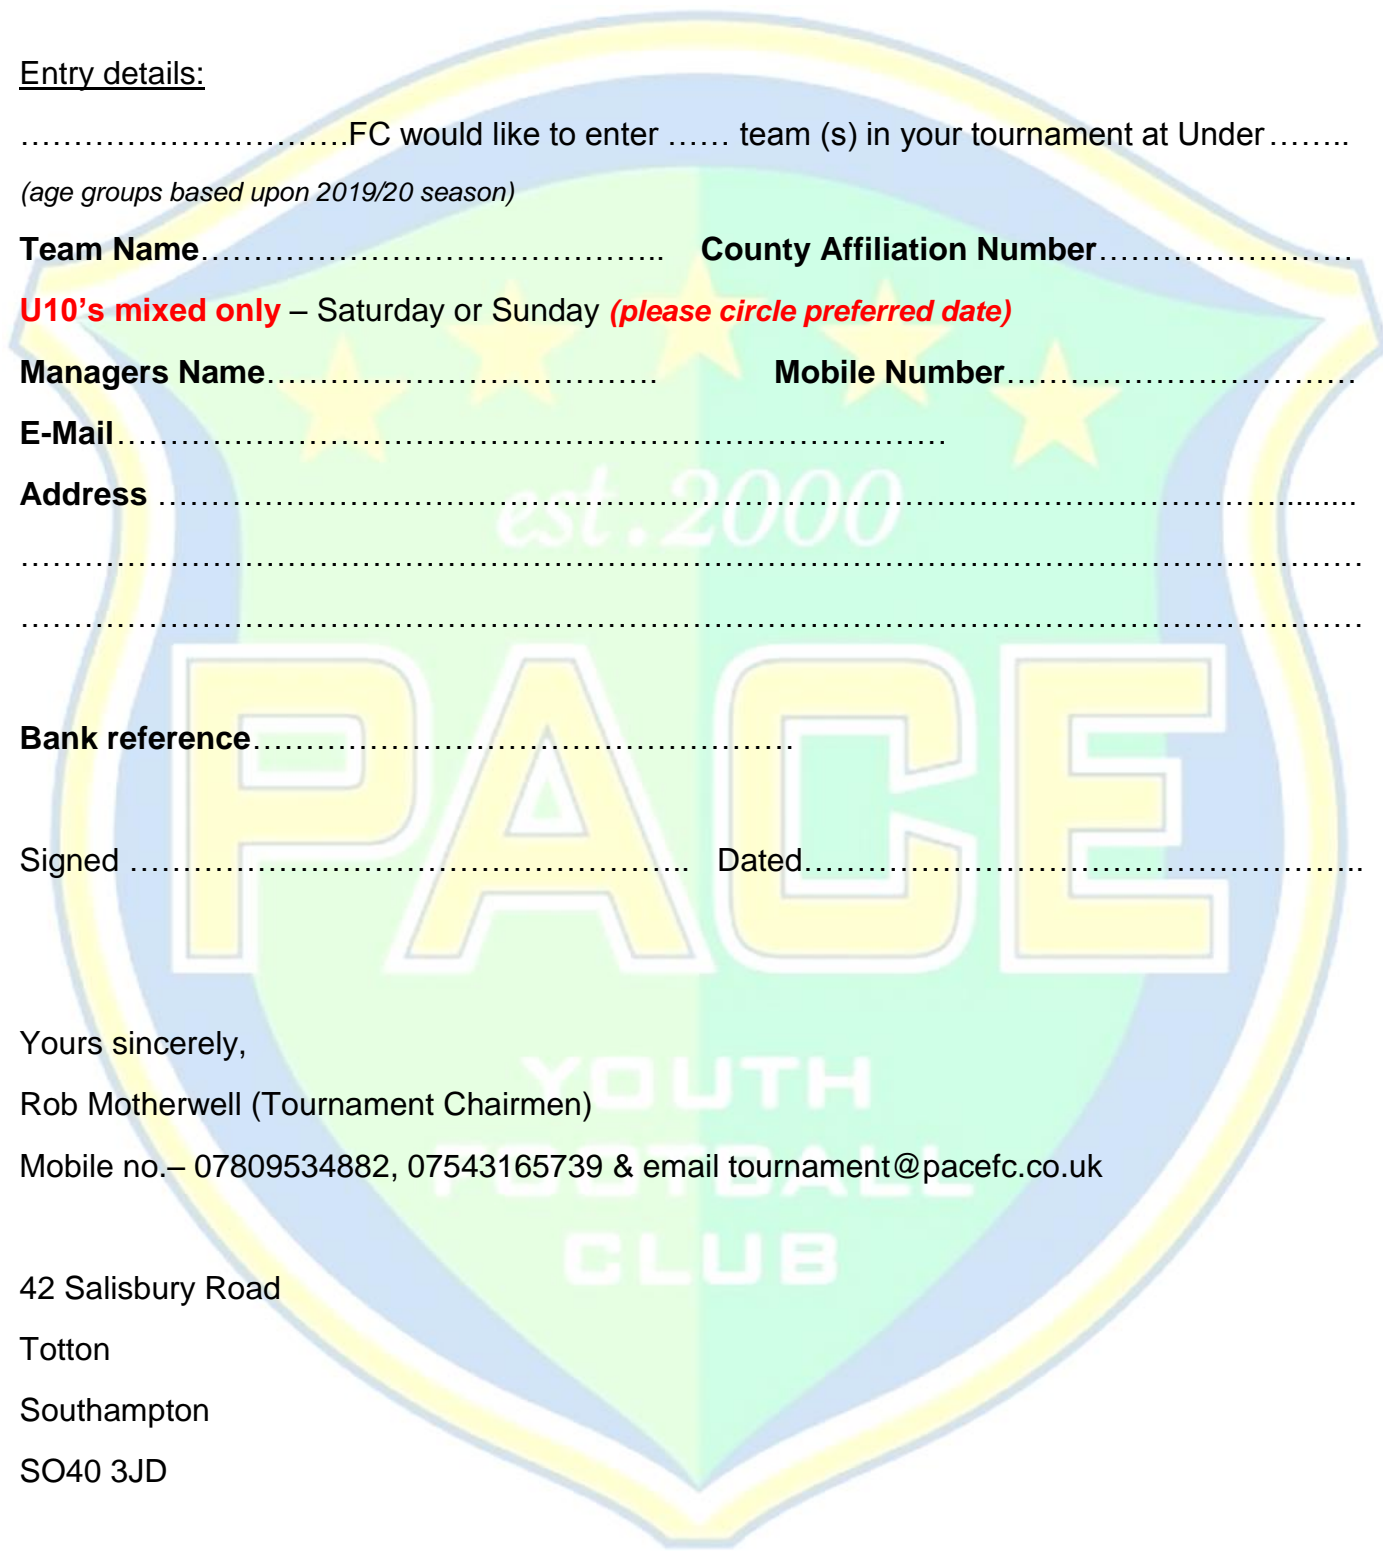 Entry details:
………………………….FC would like to enter …… team (s) in your tournament at Under ……..
(age groups based upon 2019/20 season)
Team Name…………………………………….. County Affiliation Number……………………
U10’s mixed only – Saturday or Sunday (please circle preferred date)
Managers Name………………………………. Mobile Number……………………………
E-Mail……………………………………………………………………
Address ……………………………………………………………………………………………........
………………………………………………………………………………………………………………
………………………………………………………………………………………………………………
Bank reference……………………………………………
Signed …………………………………………….. Dated…………………………………………….
Yours sincerely,
Rob Motherwell (Tournament Chairmen)
Mobile no.– 07809534882, 07543165739 & email tournament@pacefc.co.uk
42 Salisbury Road
Totton
Southampton
SO40 3JD
est.2000
PACE
YOUTH
FOOTBALL
CLUB